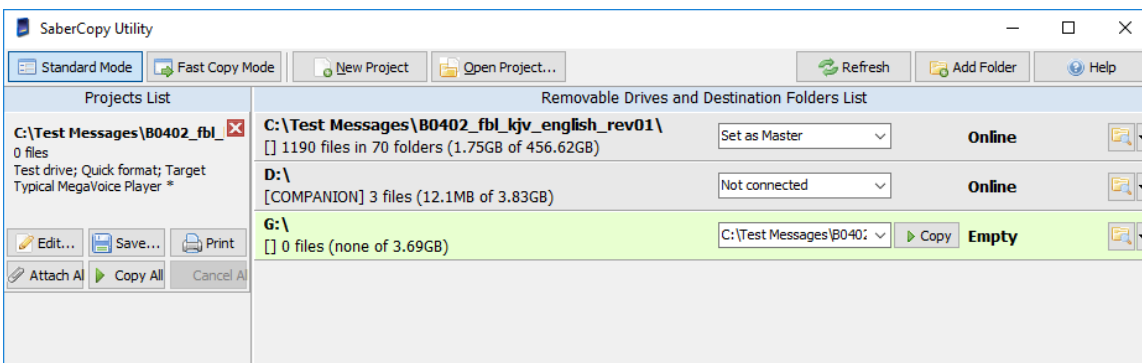 SaberCopy Utility
Standard Mode Fast Copy Mode New Project Open Project... Refresh Add Folder Help
Projects List
Removable Drives and Destination Folders List
C:\Test Messages\B0402_fbl_
0 files
Test drive; Quick format; Target
Typical MegaVoice Player *
Edit... Save... Print
Attach Al Copy All Cancel Al
C:\Test Messages\B0402_fbl_kjv_english_rev01\ Set as Master Online
[] 1190 files in 70 folders (1.75GB of 456.62GB)
D:\ Not connected Online
[COMPANION] 3 files (12.1MB of 3.83GB)
G:\ C:\Test Messages\B0402 Copy Empty
[] 0 files (none of 3.69GB)